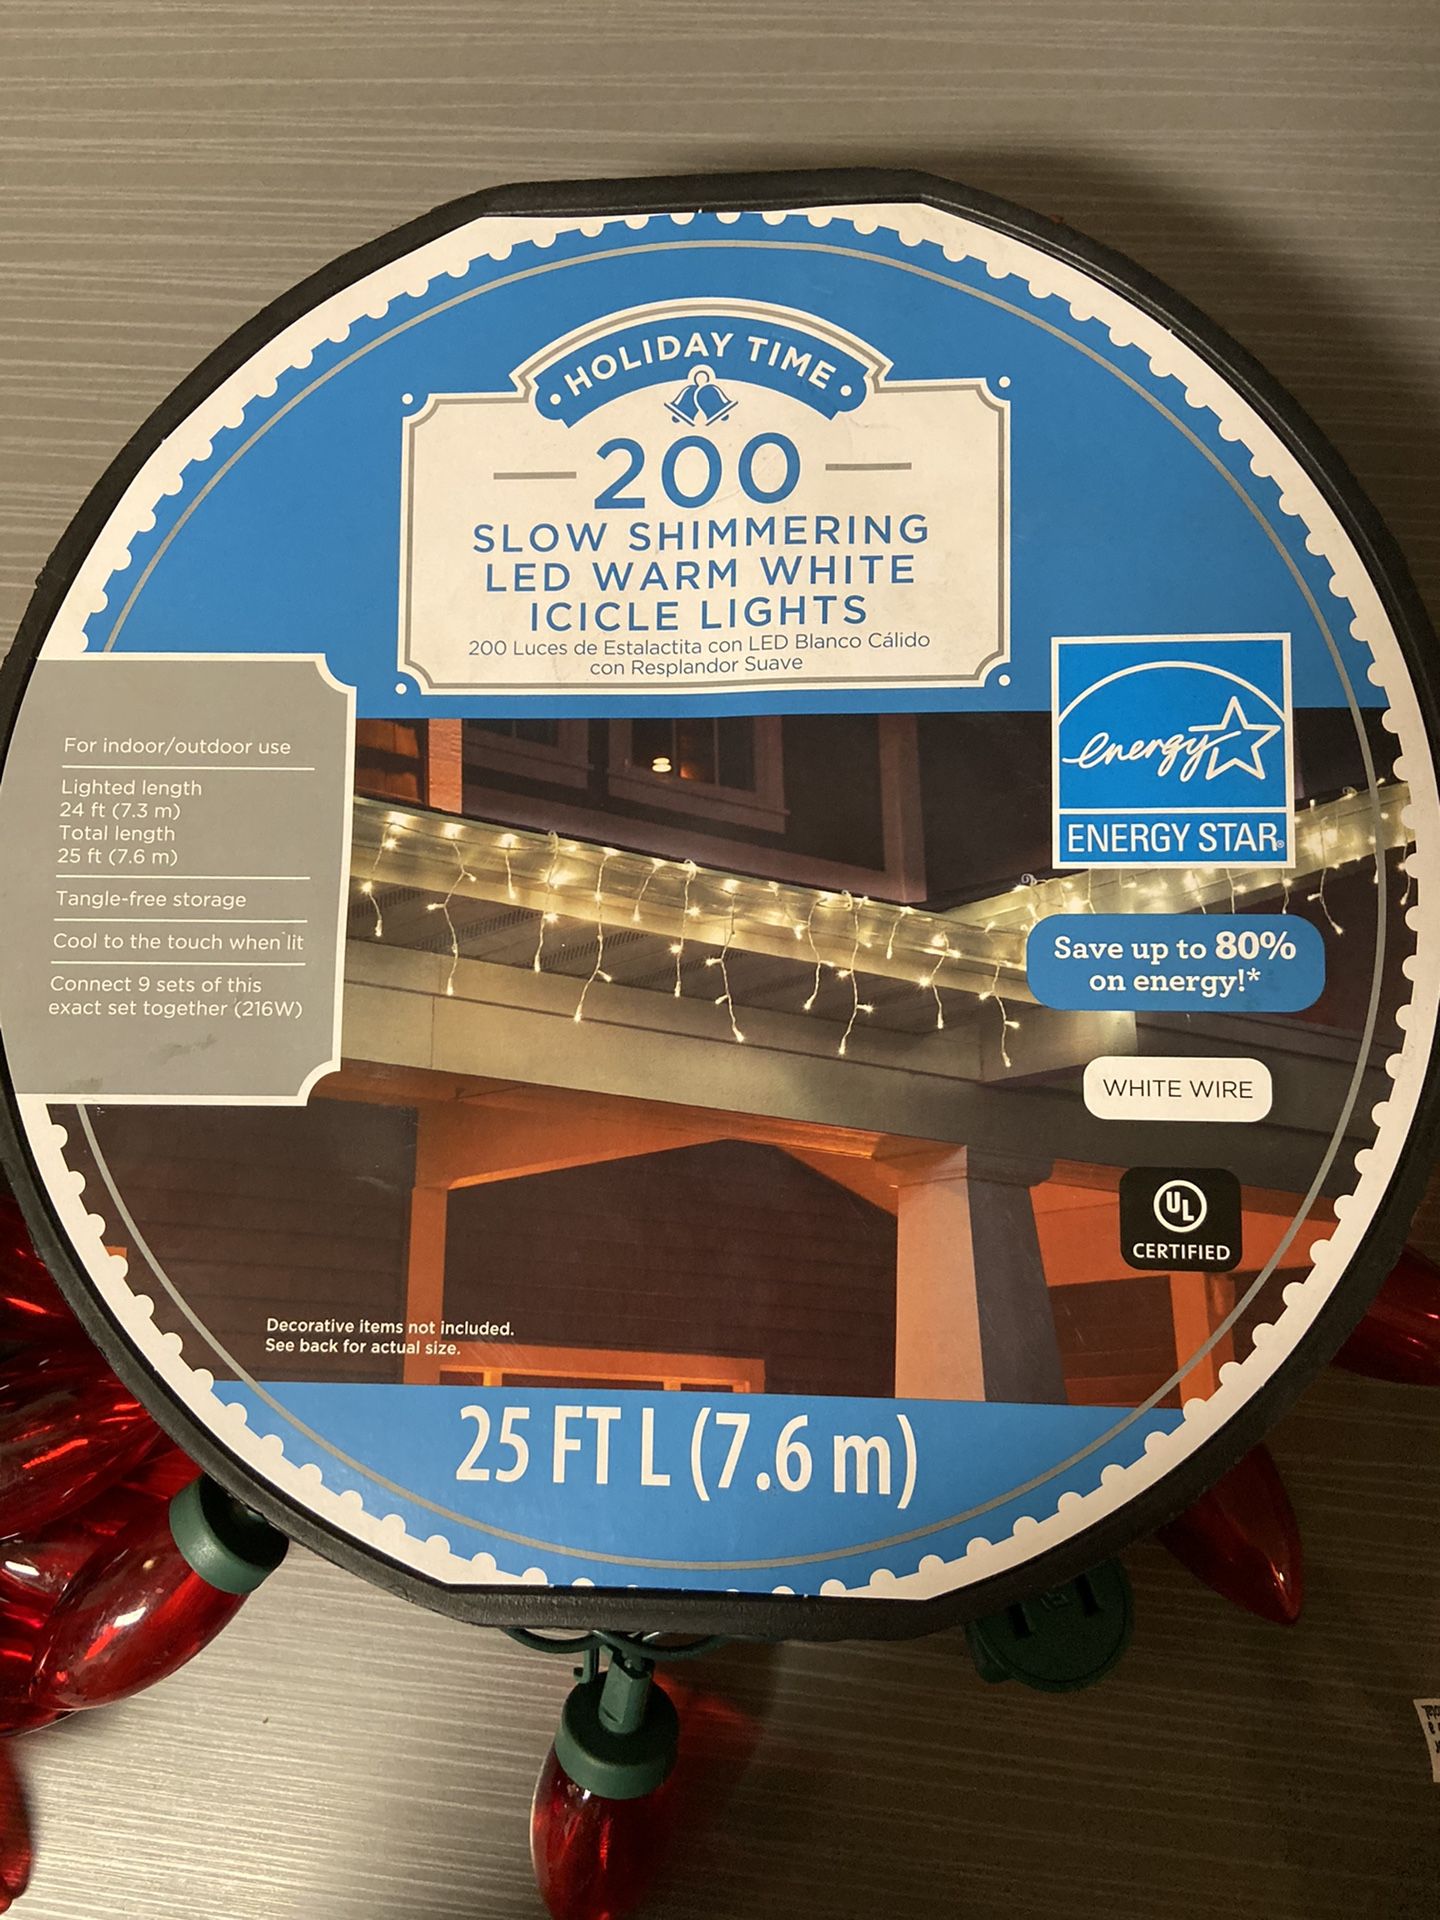 HOLIDAY TIME
200
SLOW SHIMMERING
LED WARM WHITE
ICICLE LIGHTS
200 Luces de Estalactita con LED Blanco Cálido
con Resplandor Suave
For indoor/outdoor use
Lighted length
24 ft (7.3 m)
Total length
25 ft (7.6 m)
Tangle-free storage
Cool to the touch when lit
Connect 9 sets of this
exact set together (216W)
energy
ENERGY STAR®
Save up to 80%
on energy!*
WHITE WIRE
UL
CERTIFIED
Decorative items not included.
See back for actual size.
25 FT L (7.6 m)